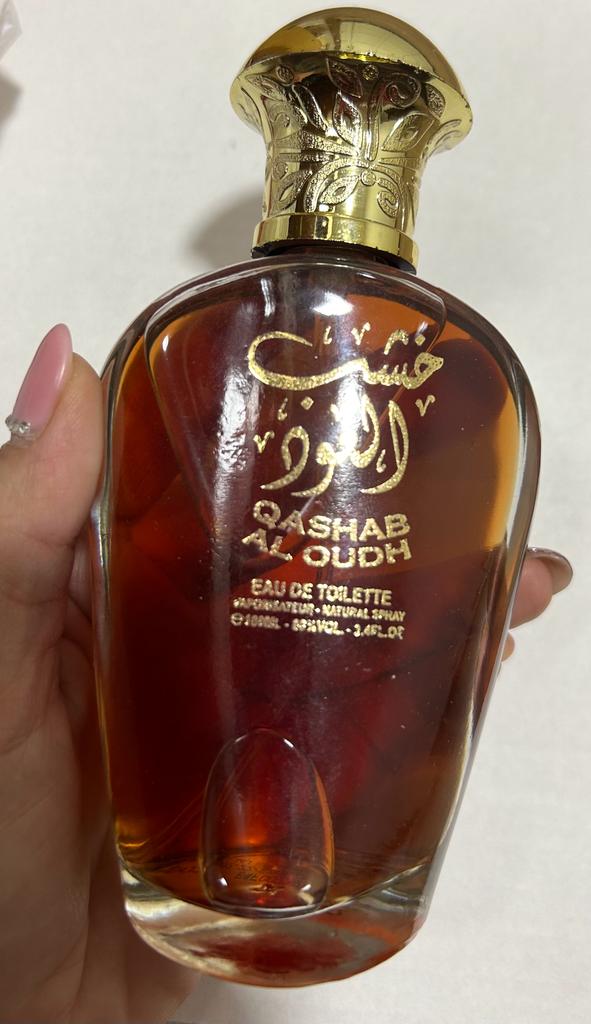 خشب
العود
QASHAB
AL OUDH
EAU DE TOILETTE
VAPORISATEUR - NATURAL SPRAY
℮100ML - 80%VOL. - 3.4FL.OZ